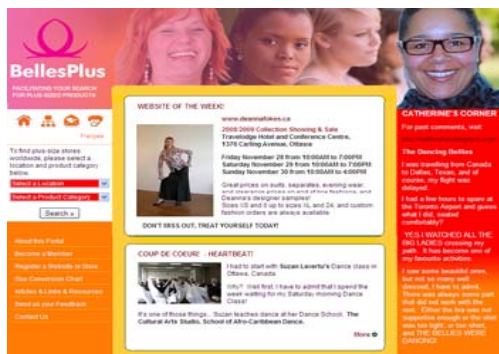 BellesPlus
FACILITATING YOUR SEARCH
FOR PLUS-SIZED PRODUCTS
Français
To find plus-size stores
worldwide, please select a
location and product category
below.
Select a Location
Select a Product Category
Search »
About this Portal
Become a Member
Register a Website or Store
Size Conversion Chart
Articles & Links & Resources
Send us your Feedback
Contact Us
WEBSITE OF THE WEEK!
www.deannafokes.ca
2008/2009 Collection Showing & Sale
Travelodge Hotel and Conference Centre,
1376 Carling Avenue, Ottawa
Friday November 28 from 10:00AM to 7:00PM
Saturday November 29 from 10:00AM to 7:00PM
Sunday November 30 from 10:00AM to 4:00PM
Great prices on suits, separates, evening wear,
and clearance prices on end of line fashions, and
Deanna's designer samples!
Sizes XS and S up to sizes XL and 24, and custom
fashion orders are always available.
DON'T MISS OUT, TREAT YOURSELF TODAY!
COUP DE COEUR! - HEARTBEAT!
I had to start with Suzan Lavertu's Dance class in
Ottawa, Canada.
Why? Well first, I have to admit that I spend the
week waiting for my Saturday morning Dance
Class!
It's one of those things... Suzan teaches dance at her Dance School: The
Cultural Arts Studio, School of Afro-Caribbean Dance.
More
CATHERINE'S CORNER
For past comments, visit:
The Dancing Bellies
I was travelling from Canada
to Dallas, Texas, and of
course, my flight was
delayed.
I had a few hours to spare at
the Toronto Airport and guess
what I did, seated
comfortably?
YES I WATCHED ALL THE
BIG LADIES crossing my
path. It has become one of
my favourite activities.
I saw some beautiful ones,
but not so many well
dressed, I have to admit.
There was always some part
that did not work with the
rest. Either the bra was not
supportive enough or the shirt
was too tight, or too short,
and THE BELLIES WERE
DANCING!